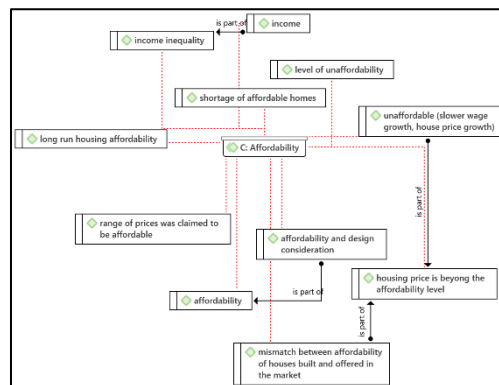 is part of
income
income inequality
level of unaffordability
shortage of affordable homes
unaffordable (slower wage
growth, house price growth)
long run housing affordability
C: Affordability
is part of
range of prices was claimed to
be affordable
affordability and design
consideration
housing price is beyong the
affordability level
affordability
is part of
is part of
mismatch between affordability
of houses built and offered in
the market